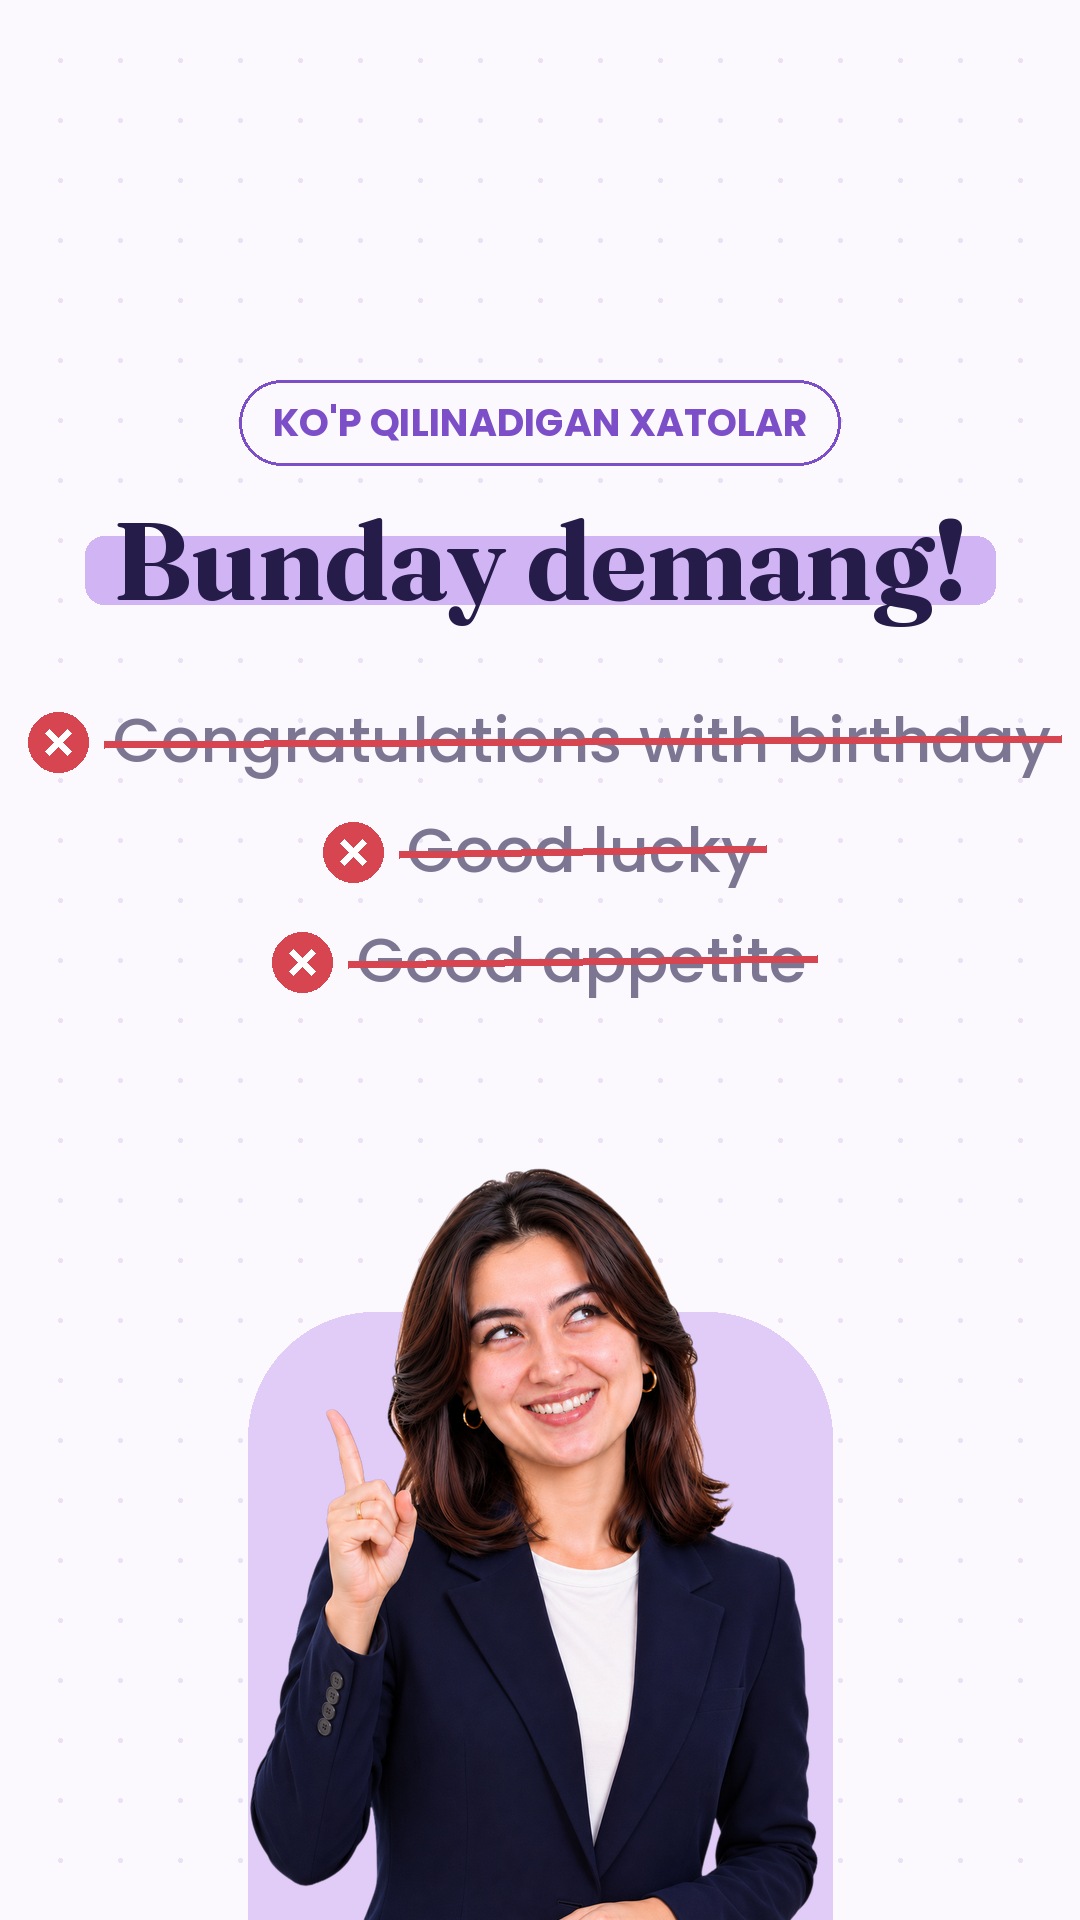 KO'P QILINADIGAN XATOLAR
Bunday demang!
Congratulations with birthday
Good lucky
Good appetite